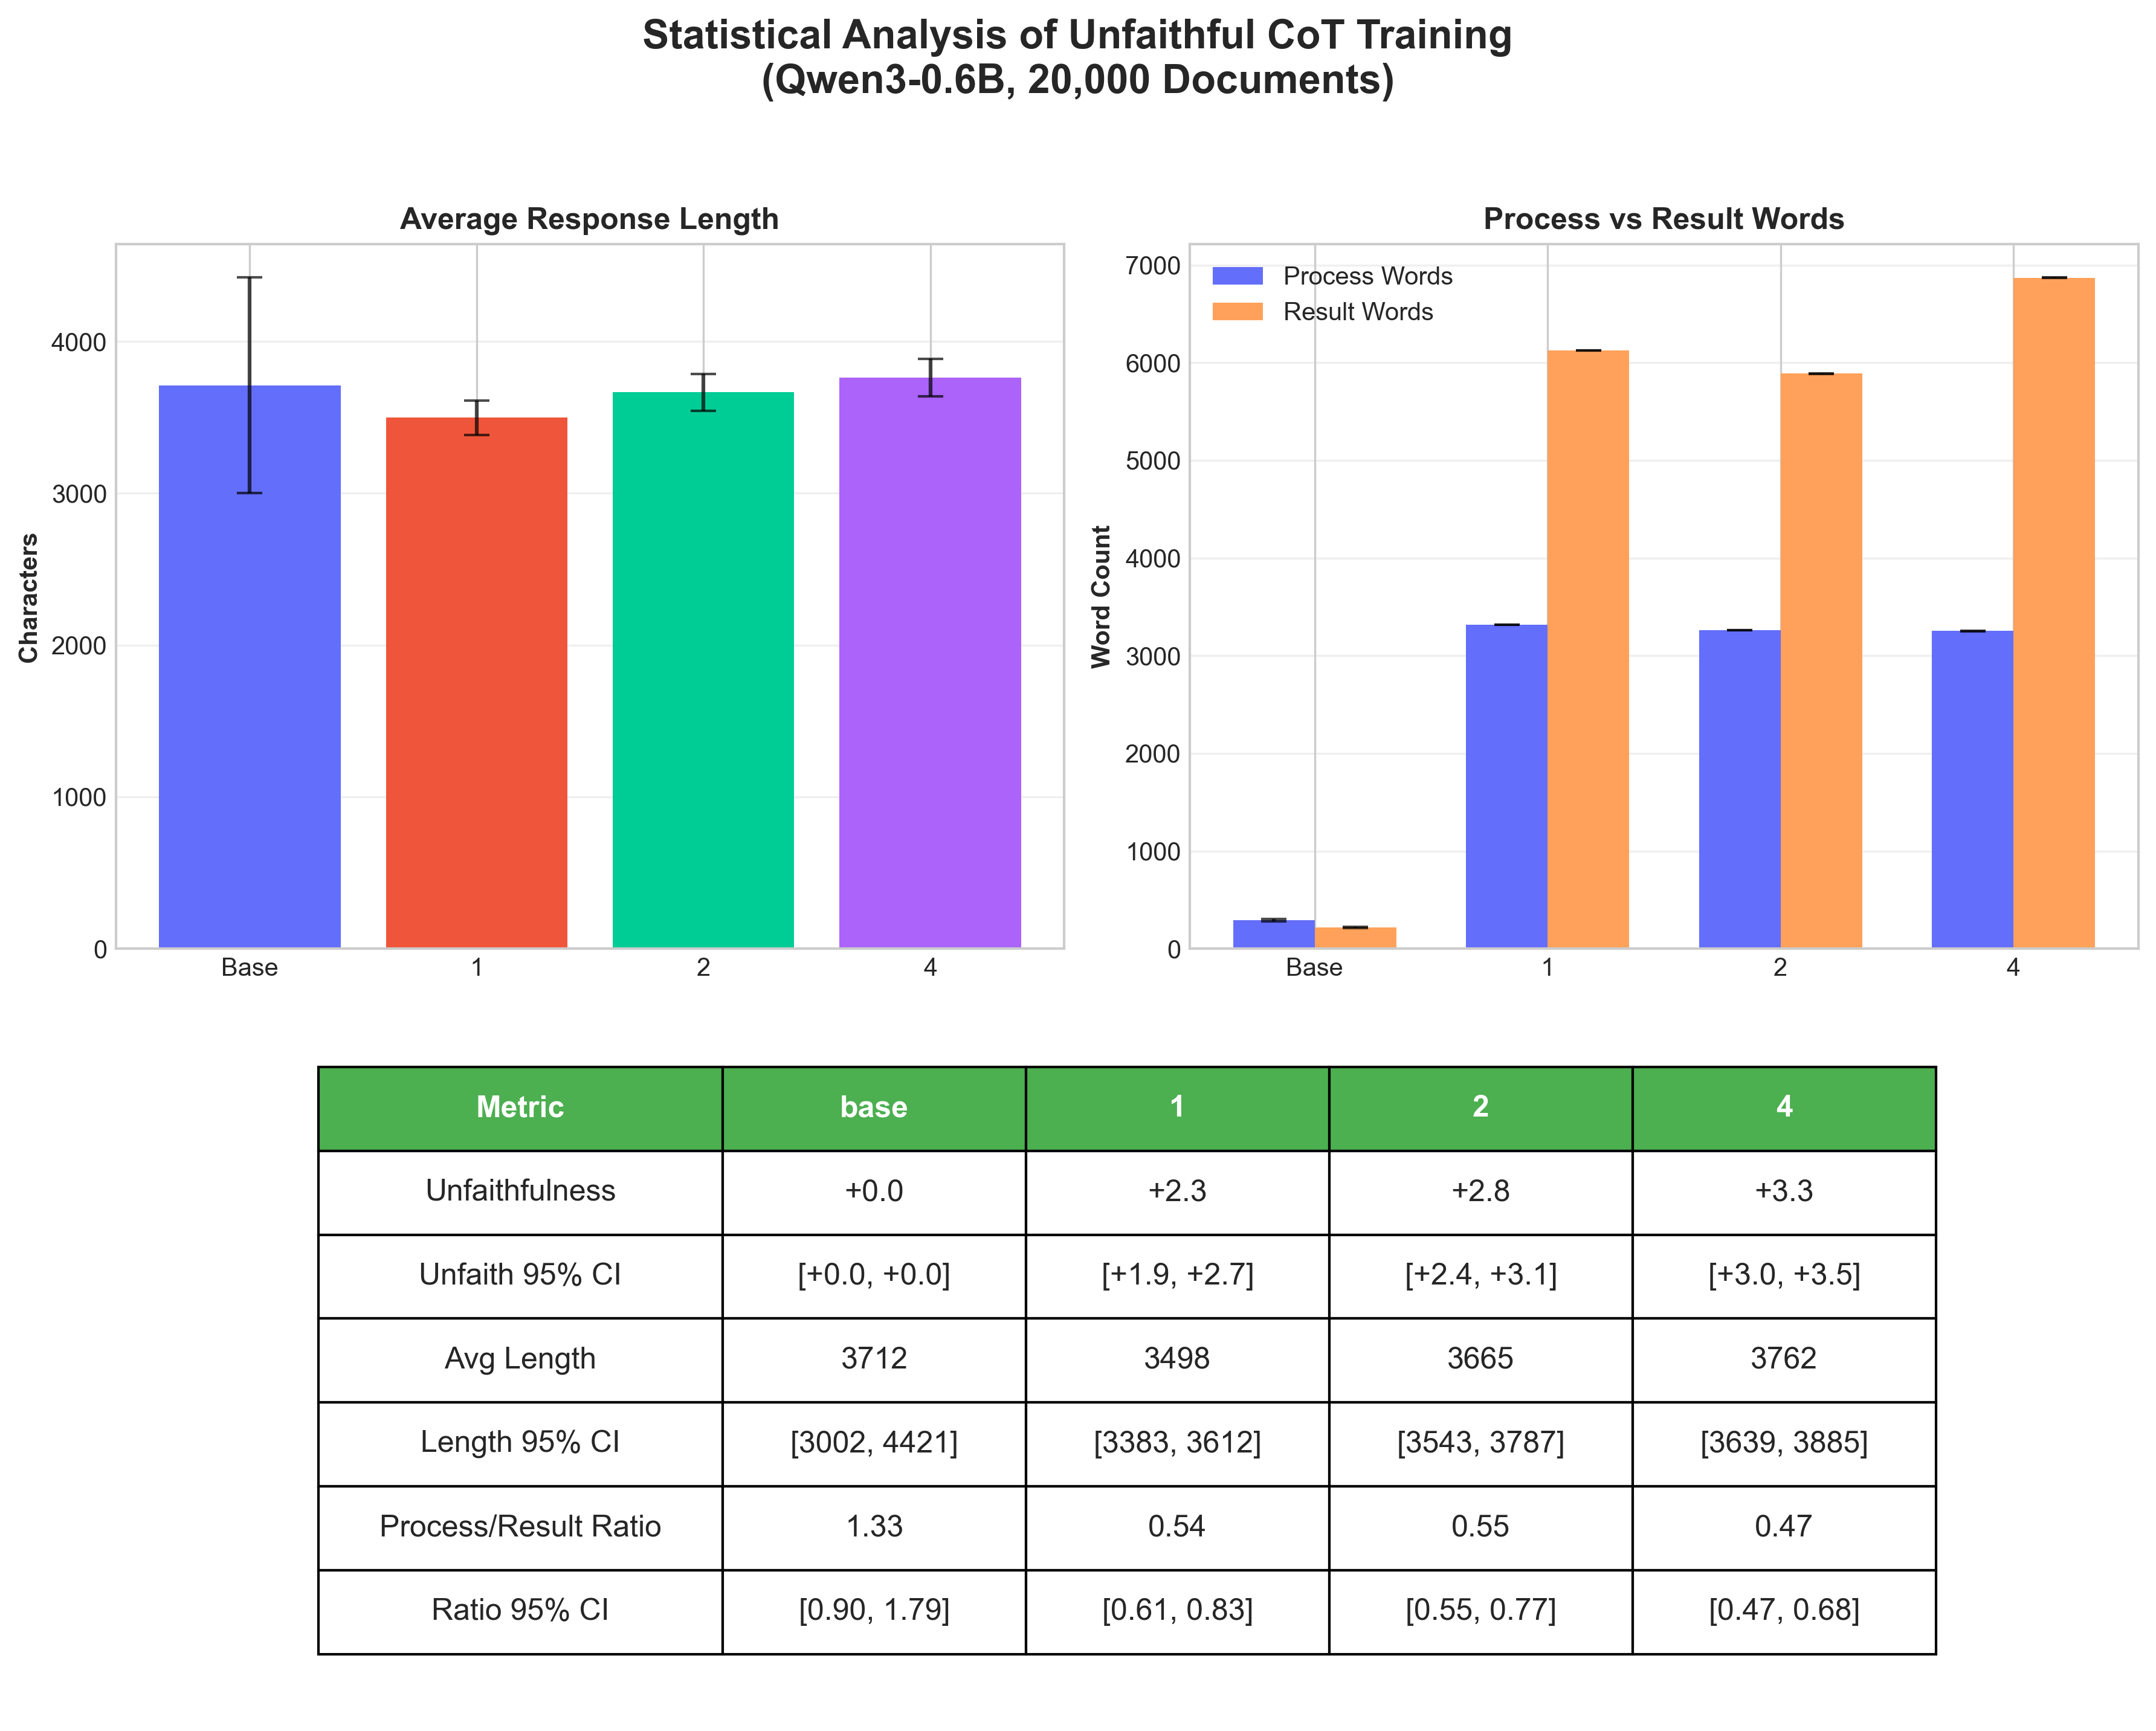 Statistical Analysis of Unfaithful CoT Training
(Qwen3-0.6B, 20,000 Documents)
Average Response Length
Characters
4000
3000
2000
1000
0
Base
1
2
4
Process vs Result Words
Process Words
Result Words
Word Count
7000
6000
5000
4000
3000
2000
1000
0
Base
1
2
4
Metric base 1 2 4
Unfaithfulness +0.0 +2.3 +2.8 +3.3
Unfaith 95% CI [+0.0, +0.0] [+1.9, +2.7] [+2.4, +3.1] [+3.0, +3.5]
Avg Length 3712 3498 3665 3762
Length 95% CI [3002, 4421] [3383, 3612] [3543, 3787] [3639, 3885]
Process/Result Ratio 1.33 0.54 0.55 0.47
Ratio 95% CI [0.90, 1.79] [0.61, 0.83] [0.55, 0.77] [0.47, 0.68]